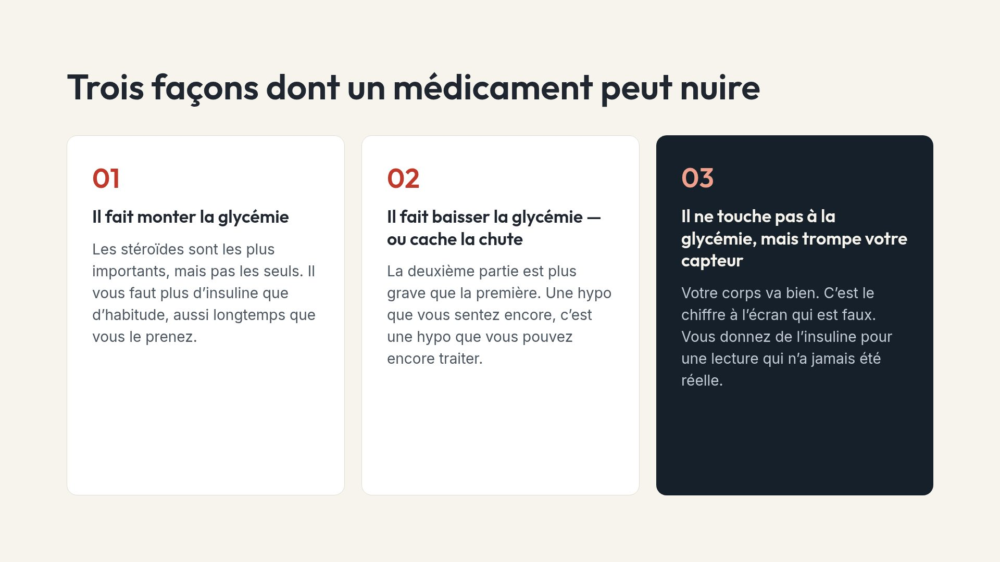 Trois façons dont un médicament peut nuire
01
Il fait monter la glycémie
Les stéroïdes sont les plus
importants, mais pas les seuls. Il
vous faut plus d’insuline que
d’habitude, aussi longtemps que
vous le prenez.
02
Il fait baisser la glycémie —
ou cache la chute
La deuxième partie est plus
grave que la première. Une hypo
que vous sentez encore, c’est
une hypo que vous pouvez
encore traiter.
03
Il ne touche pas à la
glycémie, mais trompe votre
capteur
Votre corps va bien. C’est le
chiffre à l’écran qui est faux.
Vous donnez de l’insuline pour
une lecture qui n’a jamais été
réelle.